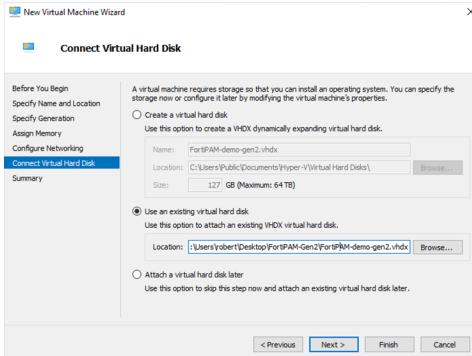 New Virtual Machine Wizard
Connect Virtual Hard Disk
Before You Begin
Specify Name and Location
Specify Generation
Assign Memory
Configure Networking
Connect Virtual Hard Disk
Summary
A virtual machine requires storage so that you can install an operating system. You can specify the
storage now or configure it later by modifying the virtual machine's properties.
Create a virtual hard disk
Use this option to create a VHDX dynamically expanding virtual hard disk.
Name: FortiPAM-demo-gen2.vhdx
Location: C:\Users\Public\Documents\Hyper-V\Virtual Hard Disks\ Browse...
Size: 127 GB (Maximum: 64 TB)
Use an existing virtual hard disk
Use this option to attach an existing VHDX virtual hard disk.
Location: :\Users\robert\Desktop\FortiPAM-Gen2\FortiPAM-demo-gen2.vhdx Browse...
Attach a virtual hard disk later
Use this option to skip this step now and attach an existing virtual hard disk later.
< Previous Next > Finish Cancel